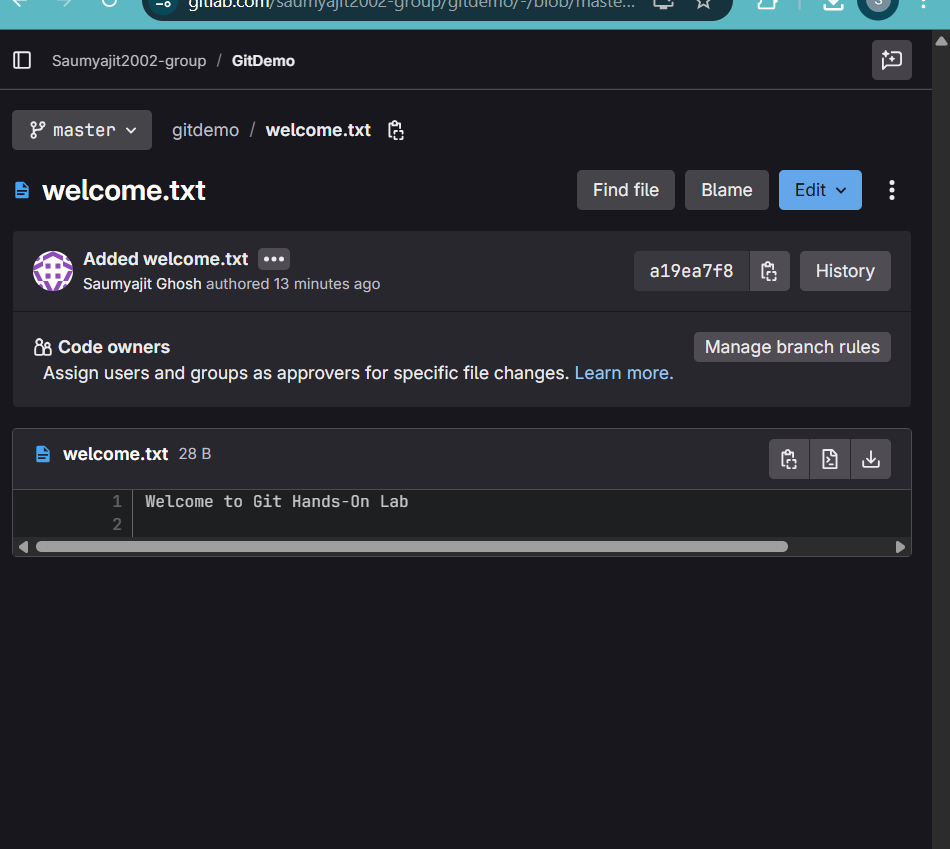 gitlab.com/saumyajit2002-group/gitdemo/-/blob/maste...
S
Saumyajit2002-group / GitDemo
master
gitdemo / welcome.txt
welcome.txt
Find file
Blame
Edit
Added welcome.txt
Saumyajit Ghosh authored 13 minutes ago
a19ea7f8
History
Code owners
Manage branch rules
Assign users and groups as approvers for specific file changes. Learn more.
welcome.txt 28 B
1 Welcome to Git Hands-On Lab
2